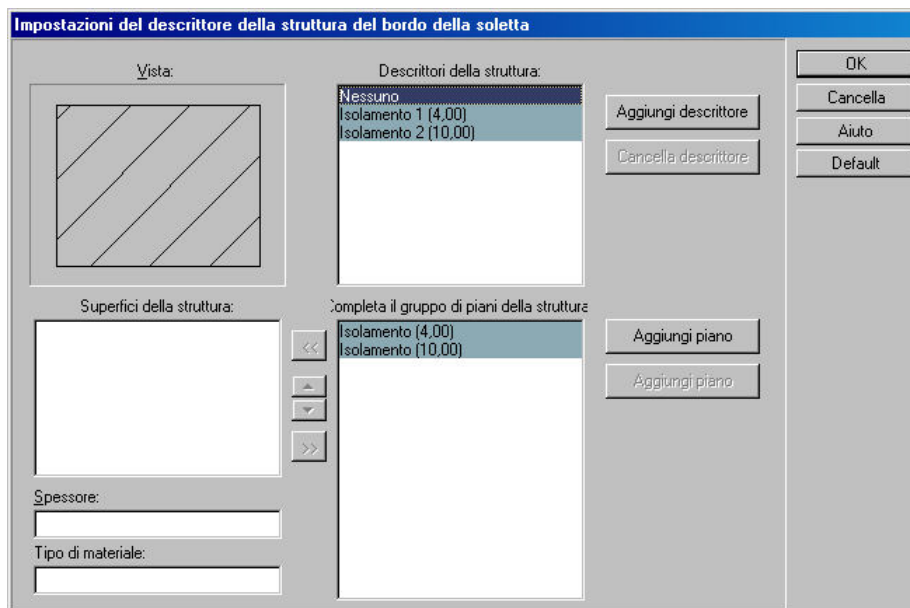 Impostazioni del descrittore della struttura del bordo della soletta
Vista:
Descrittori della struttura:
Nessuno
Isolamento 1 (4,00)
Isolamento 2 (10,00)
Aggiungi descrittore
Cancella descrittore
OK
Cancella
Aiuto
Default
Superfici della struttura:
<<
>>
Completa il gruppo di piani della struttura
Isolamento (4,00)
Isolamento (10,00)
Aggiungi piano
Aggiungi piano
Spessore:
Tipo di materiale: